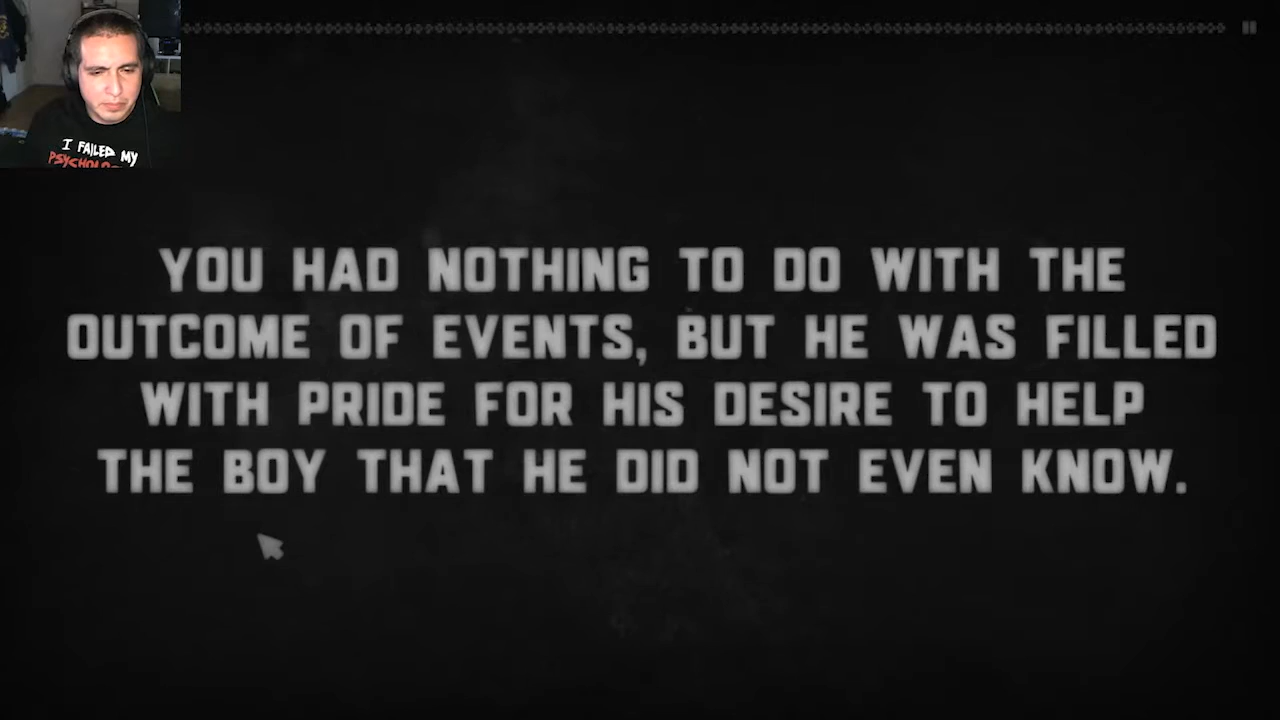 I FAILED MY
YOU HAD NOTHING TO DO WITH THE
OUTCOME OF EVENTS, BUT HE WAS FILLED
WITH PRIDE FOR HIS DESIRE TO HELP
THE BOY THAT HE DID NOT EVEN KNOW.